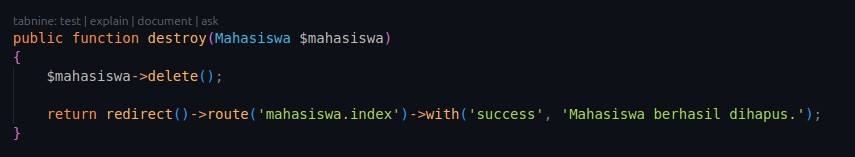 tabnine: test | explain | document | ask
public function destroy(Mahasiswa $mahasiswa)
{
    $mahasiswa->delete();
    return redirect()->route('mahasiswa.index')->with('success', 'Mahasiswa berhasil dihapus.');
}